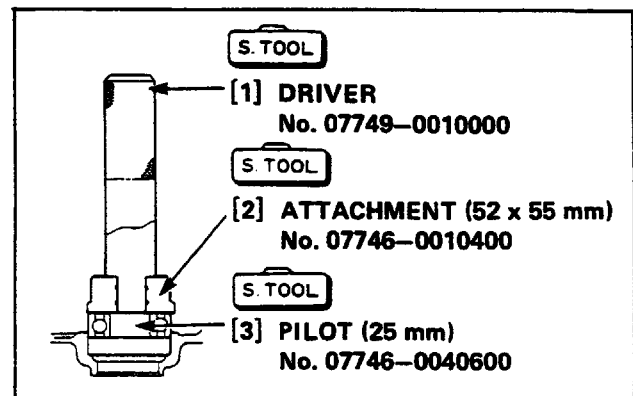 S. TOOL
[1] DRIVER
No. 07749–0010000
S. TOOL
[2] ATTACHMENT (52 x 55 mm)
No. 07746–0010400
S. TOOL
[3] PILOT (25 mm)
No. 07746–0040600